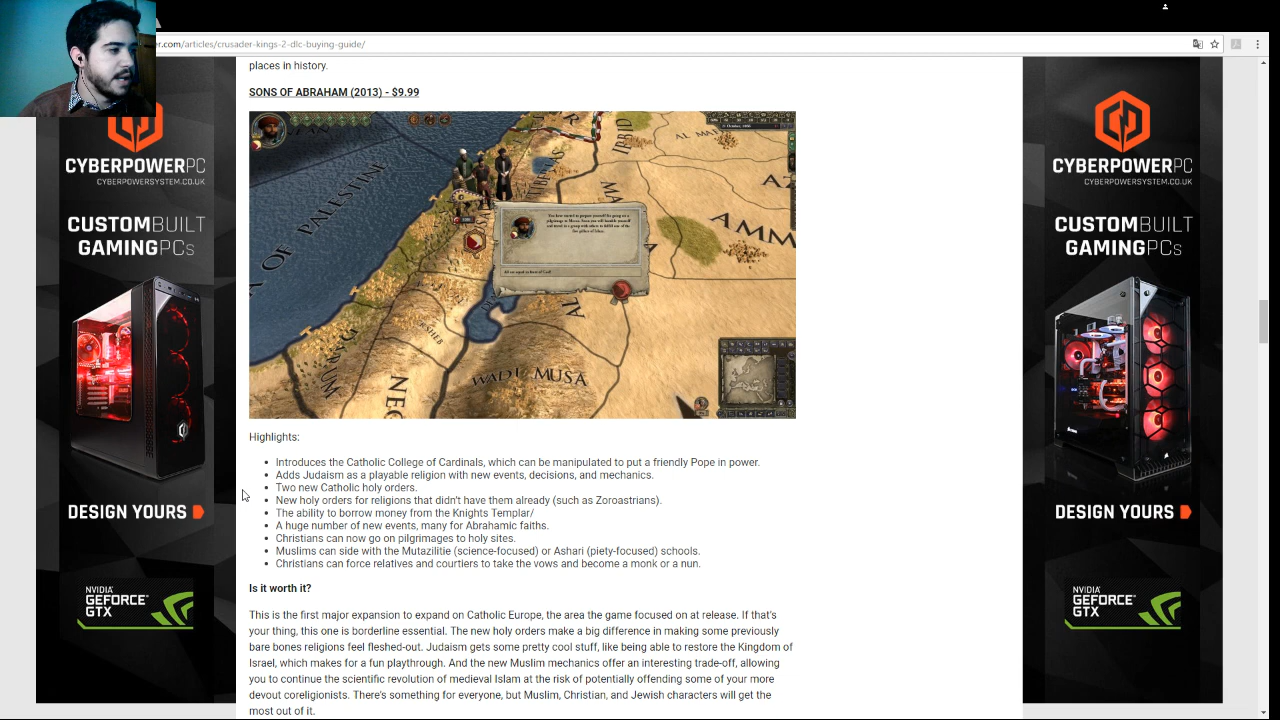 er.com/articles/crusader-kings-2-dlc-buying-guide/
places in history.
SONS OF ABRAHAM (2013) - $9.99
OF PALESTINE
AL
AMM
WADU MUSA
NEG
Highlights:
Introduces the Catholic College of Cardinals, which can be manipulated to put a friendly Pope in power.
Adds Judaism as a playable religion with new events, decisions, and mechanics.
Two new Catholic holy orders.
New holy orders for religions that didn't have them already (such as Zoroastrians).
The ability to borrow money from the Knights Templar/
A huge number of new events, many for Abrahamic faiths.
Christians can now go on pilgrimages to holy sites.
Muslims can side with the Mutazilitie (science-focused) or Ashari (piety-focused) schools.
Christians can force relatives and courtiers to take the vows and become a monk or a nun.
Is it worth it?
This is the first major expansion to expand on Catholic Europe, the area the game focused on at release. If that's
your thing, this one is borderline essential. The new holy orders make a big difference in making some previously
bare bones religions feel fleshed-out. Judaism gets some pretty cool stuff, like being able to restore the Kingdom of
Israel, which makes for a fun playthrough. And the new Muslim mechanics offer an interesting trade-off, allowing
you to continue the scientific revolution of medieval Islam at the risk of potentially offending some of your more
devout coreligionists. There's something for everyone, but Muslim, Christian, and Jewish characters will get the
most out of it.
CYBERPOWERPC
CYBERPOWERSYSTEM.CO.UK
CUSTOMBUILT
GAMINGPCs
DESIGN YOURS
NVIDIA
GEFORCE
GTX
CYBERPOWERPC
CYBERPOWERSYSTEM.CO.UK
CUSTOMBUILT
GAMINGPCs
DESIGN YOURS
NVIDIA
GEFORCE
GTX